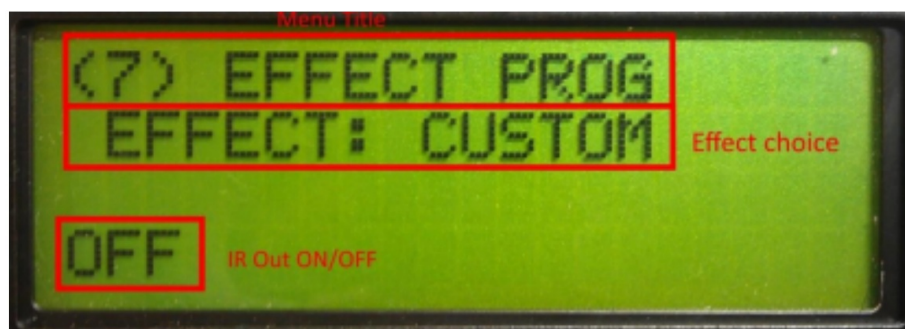 Menu Title
(7) EFFECT PROG
EFFECT: CUSTOM
Effect choice
OFF
IR Out ON/OFF